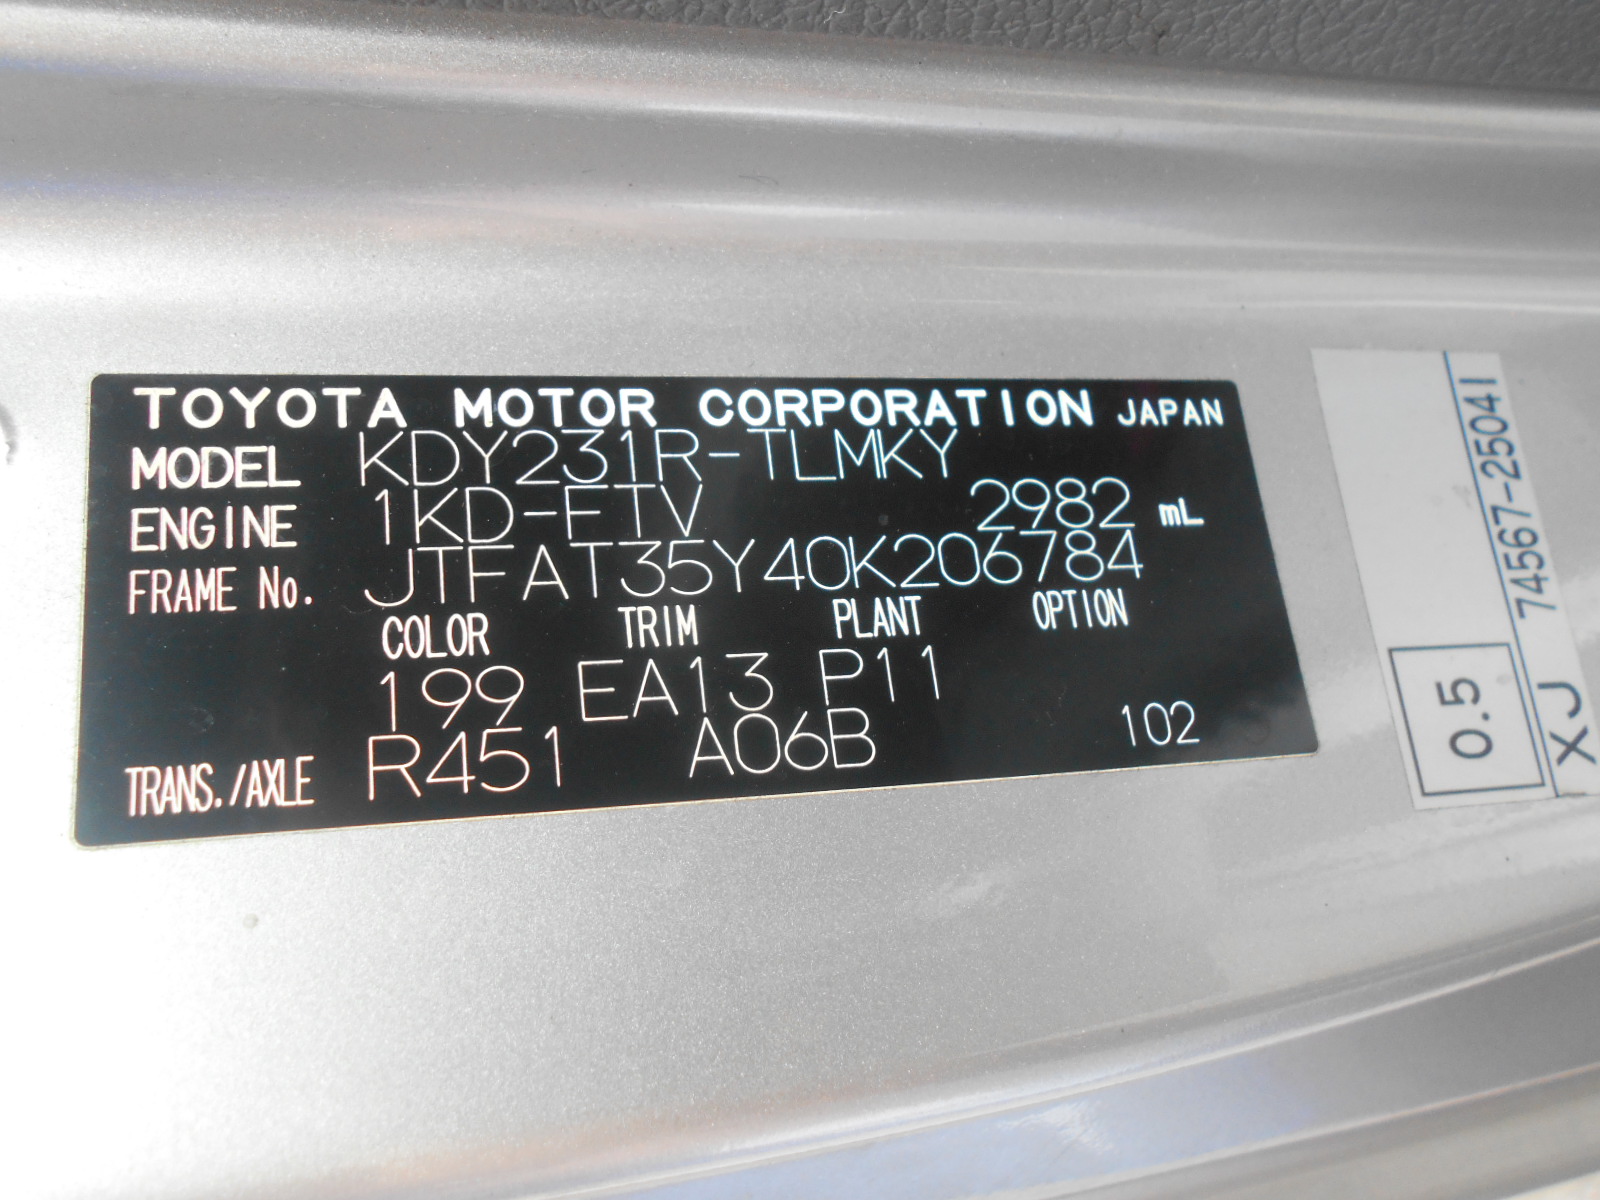 TOYOTA MOTOR CORPORATION JAPAN
MODEL KDY231R-TLMKY
ENGINE 1KD-FTV 2982 mL
FRAME No. JTFAT35Y40K206784
COLOR TRIM PLANT OPTION
199 EA13 P11
TRANS./AXLE R451 A06B 102
74567-25041
0.5
XJ